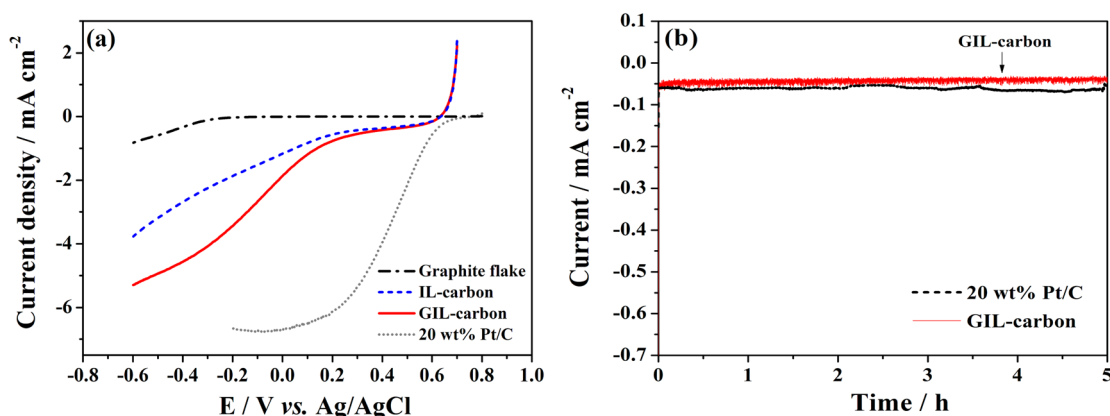 (a)
2
0
-2
-4
-6
Current density / mA cm-2
Graphite flake
IL-carbon
GIL-carbon
20 wt% Pt/C
-0.8 -0.6 -0.4 -0.2 0.0 0.2 0.4 0.6 0.8 1.0
E / V vs. Ag/AgCl
(b)
GIL-carbon
0.1
0.0
-0.1
-0.2
-0.3
-0.4
-0.5
-0.6
-0.7
Current / mA cm-2
20 wt% Pt/C
GIL-carbon
0 1 2 3 4 5
Time / h